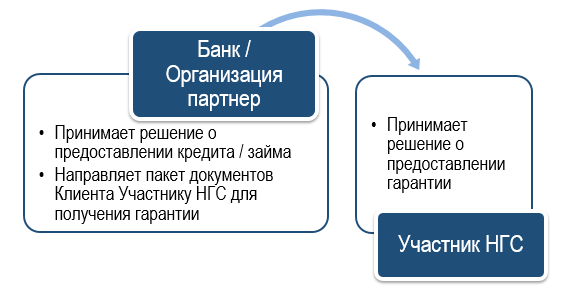 Банк /
Организация
партнер
• Принимает решение о
предоставлении кредита / займа
• Направляет пакет документов
Клиента Участнику НГС для
получения гарантии
• Принимает
решение о
предоставлении
гарантии
Участник НГС